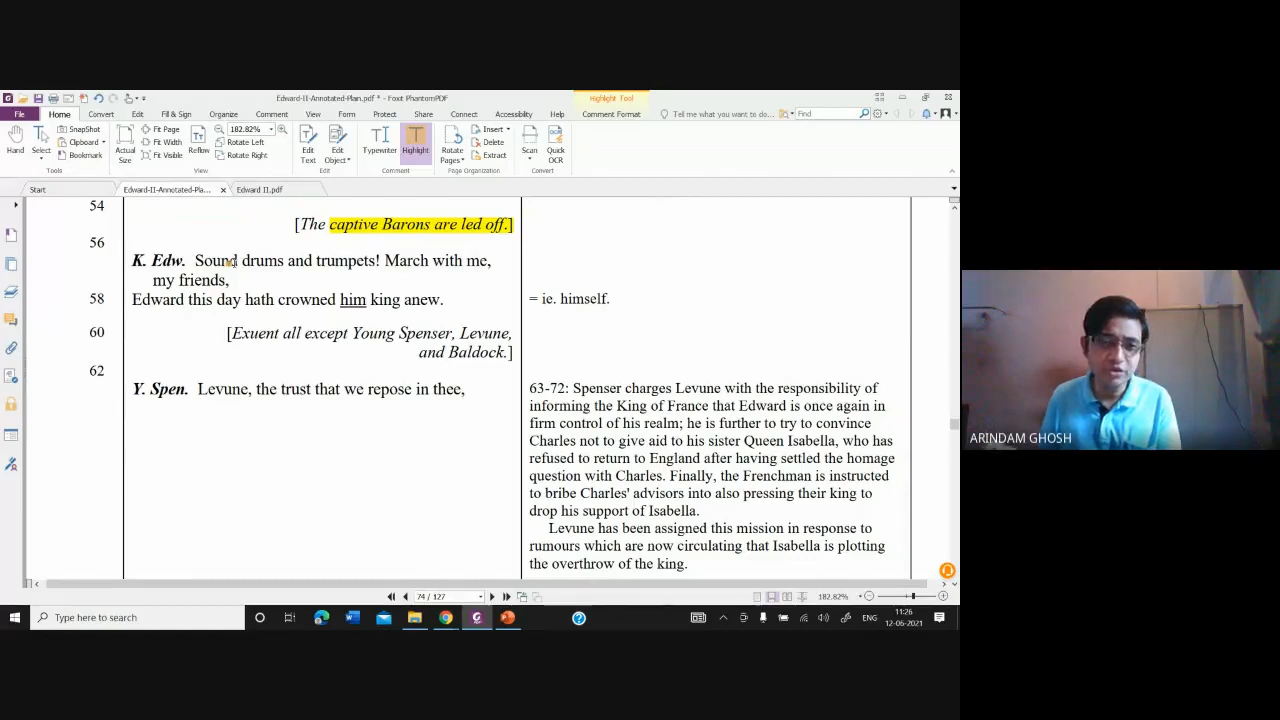 Edward-II-Annotated-Plan.pdf * - Foxit PhantomPDF
Highlight Tool
File Home Convert Edit Fill & Sign Organize Comment View Form Protect Share Connect Accessibility Help Comment Format Tell me what you want to do... Find
Hand Select SnapShot Clipboard Bookmark Tools
Actual Size Fit Page Fit Width Fit Visible Reflow 182.82% Rotate Left Rotate Right View
Edit Text Edit Object Edit
Typewriter Highlight Comment
Rotate Pages Insert Delete Extract Page Organization
Scan Quick OCR Convert
Start Edward-II-Annotated-Pla... Edward II.pdf
54
[The captive Barons are led off.]
56
K. Edw. Sound drums and trumpets! March with me,
my friends,
58 Edward this day hath crowned him king anew. = ie. himself.
60 [Exuent all except Young Spenser, Levune,
and Baldock.]
62
Y. Spen. Levune, the trust that we repose in thee,
63-72: Spenser charges Levune with the responsibility of
informing the King of France that Edward is once again in
firm control of his realm; he is further to try to convince
Charles not to give aid to his sister Queen Isabella, who has
refused to return to England after having settled the homage
question with Charles. Finally, the Frenchman is instructed
to bribe Charles' advisors into also pressing their king to
drop his support of Isabella.
Levune has been assigned this mission in response to
rumours which are now circulating that Isabella is plotting
the overthrow of the king.
74 / 127 182.82%
Type here to search
ENG
11:26
12-06-2021
ARINDAM GHOSH